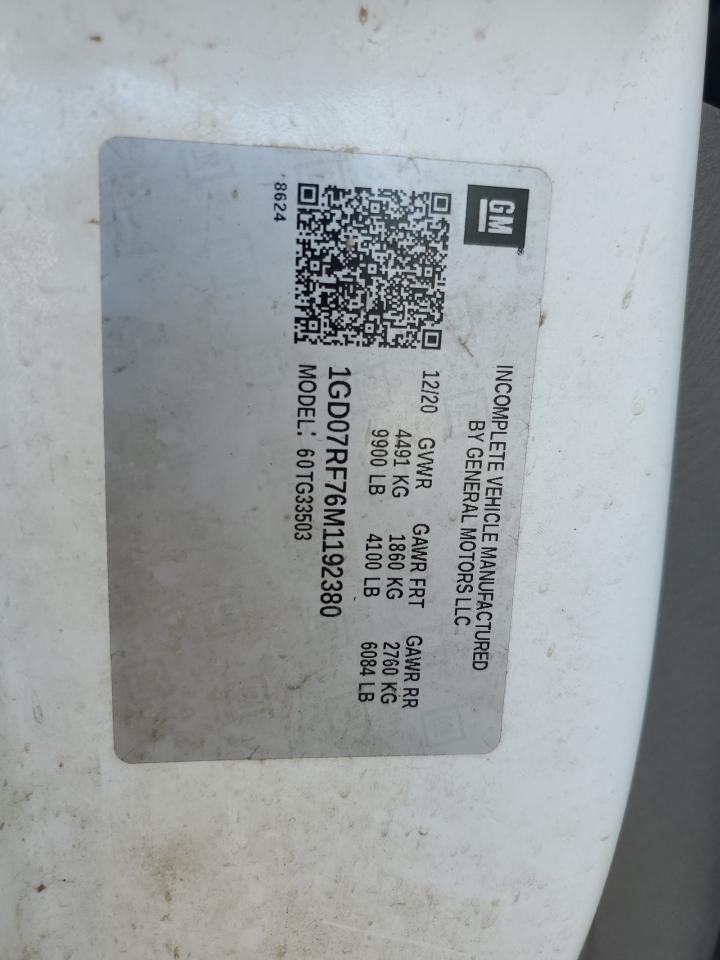 GM
INCOMPLETE VEHICLE MANUFACTURED
BY GENERAL MOTORS LLC
12/20 GVWR GAWR FRT GAWR RR
4491 KG 1860 KG 2760 KG
9900 LB 4100 LB 6084 LB
1GD07RF76M1192380
MODEL: 60TG33503
'8624